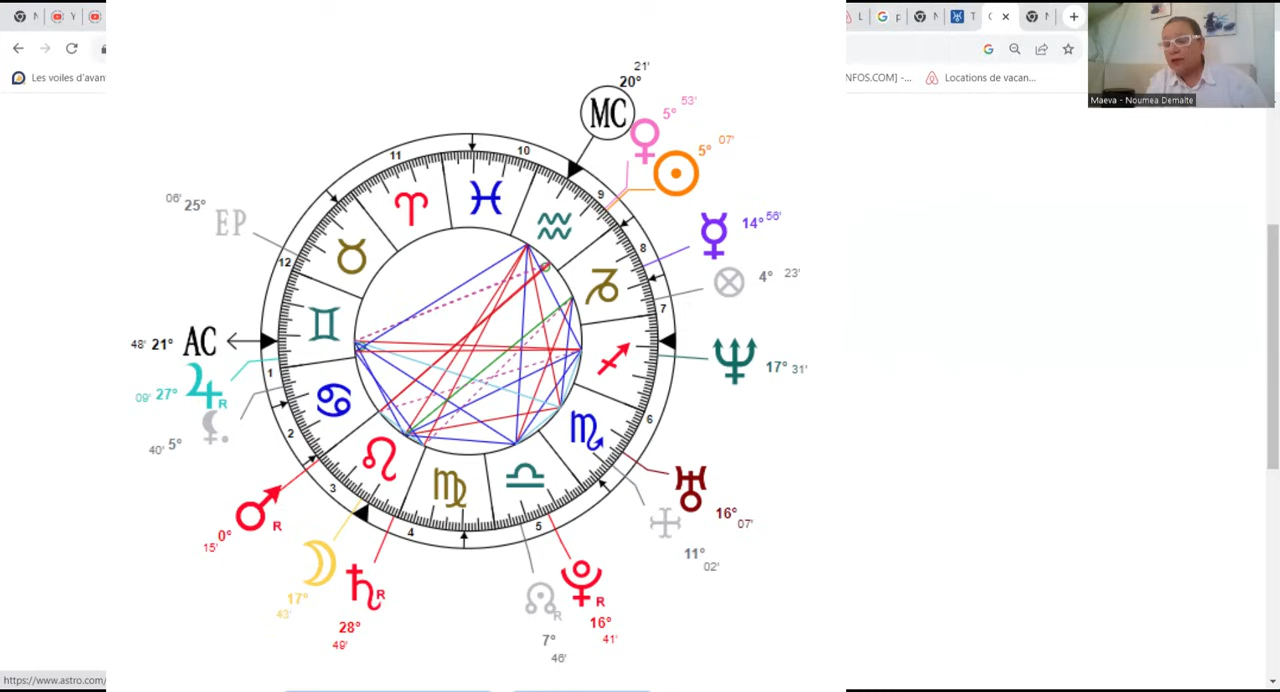 Les voiles d'avan
NFOS.COM] -...
Locations de vacan...
Maeva - Noumea Demalte
21'
20°
MC
53'
5°
07'
5°
11
10
9
06' 25°
EP
14° 56'
8
12
4° 23'
7
48' 21° AC
17° 31'
09' 27°
R
1
40' 5°
2
6
3
16°
07'
0°
15'
R
4
5
11°
02'
17°
43'
R
28°
49'
R
7°
46'
R
16°
41'
https://www.astro.com/